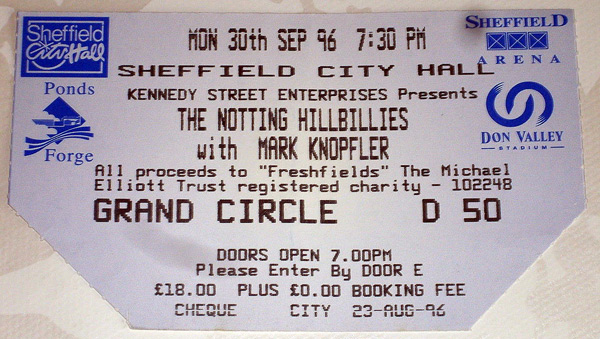 Sheffield
City Hall
Ponds
Forge
MON 30th SEP 96 7:30 PM
SHEFFIELD CITY HALL
KENNEDY STREET ENTERPRISES Presents
THE NOTTING HILLBILLIES
with MARK KNOPFLER
All proceeds to "Freshfields" The Michael
Elliott Trust registered charity - 102248
GRAND CIRCLE D 50
DOORS OPEN 7.00PM
Please Enter By DOOR E
£18.00 PLUS £0.00 BOOKING FEE
CHEQUE CITY 23-AUG-96
SHEFFIELD
ARENA
DON VALLEY
STADIUM